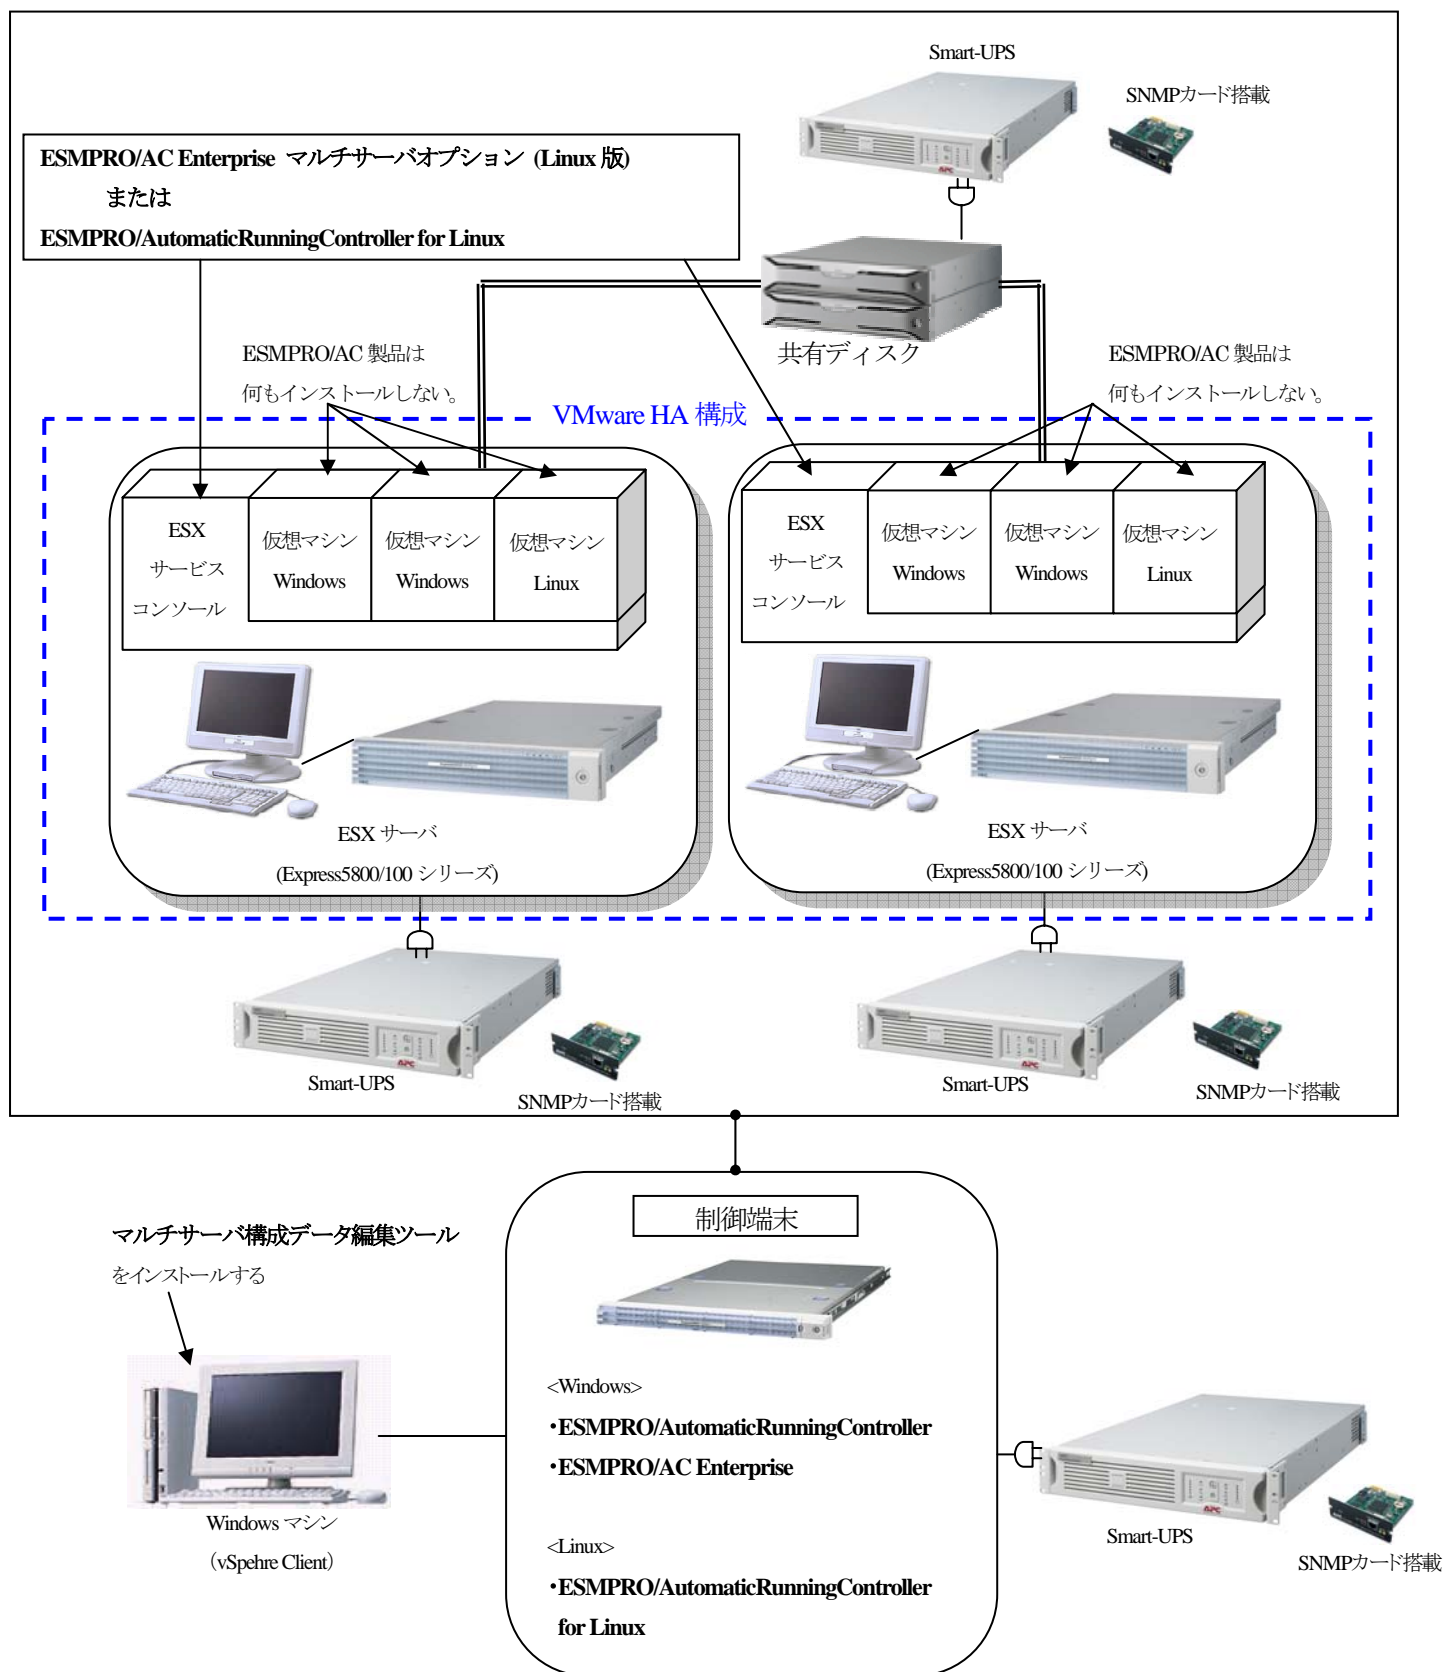 Smart-UPS
SNMPカード搭載
ESMPRO/AC Enterprise マルチサーバオプション (Linux 版)
または
ESMPRO/AutomaticRunningController for Linux
共有ディスク
ESMPRO/AC 製品は
何もインストールしない。
ESMPRO/AC 製品は
何もインストールしない。
VMware HA 構成
ESX
サービス
コンソール
仮想マシン
Windows
仮想マシン
Windows
仮想マシン
Linux
ESX
サービス
コンソール
仮想マシン
Windows
仮想マシン
Windows
仮想マシン
Linux
ESX サーバ
(Express5800/100 シリーズ)
ESX サーバ
(Express5800/100 シリーズ)
APC
Smart-UPS
SNMPカード搭載
APC
Smart-UPS
SNMPカード搭載
制御端末
マルチサーバ構成データ編集ツール
をインストールする
Windows マシン
(vSpehre Client)
<Windows>
・ESMPRO/AutomaticRunningController
・ESMPRO/AC Enterprise
<Linux>
・ESMPRO/AutomaticRunningController
for Linux
APC
Smart-UPS
SNMPカード搭載